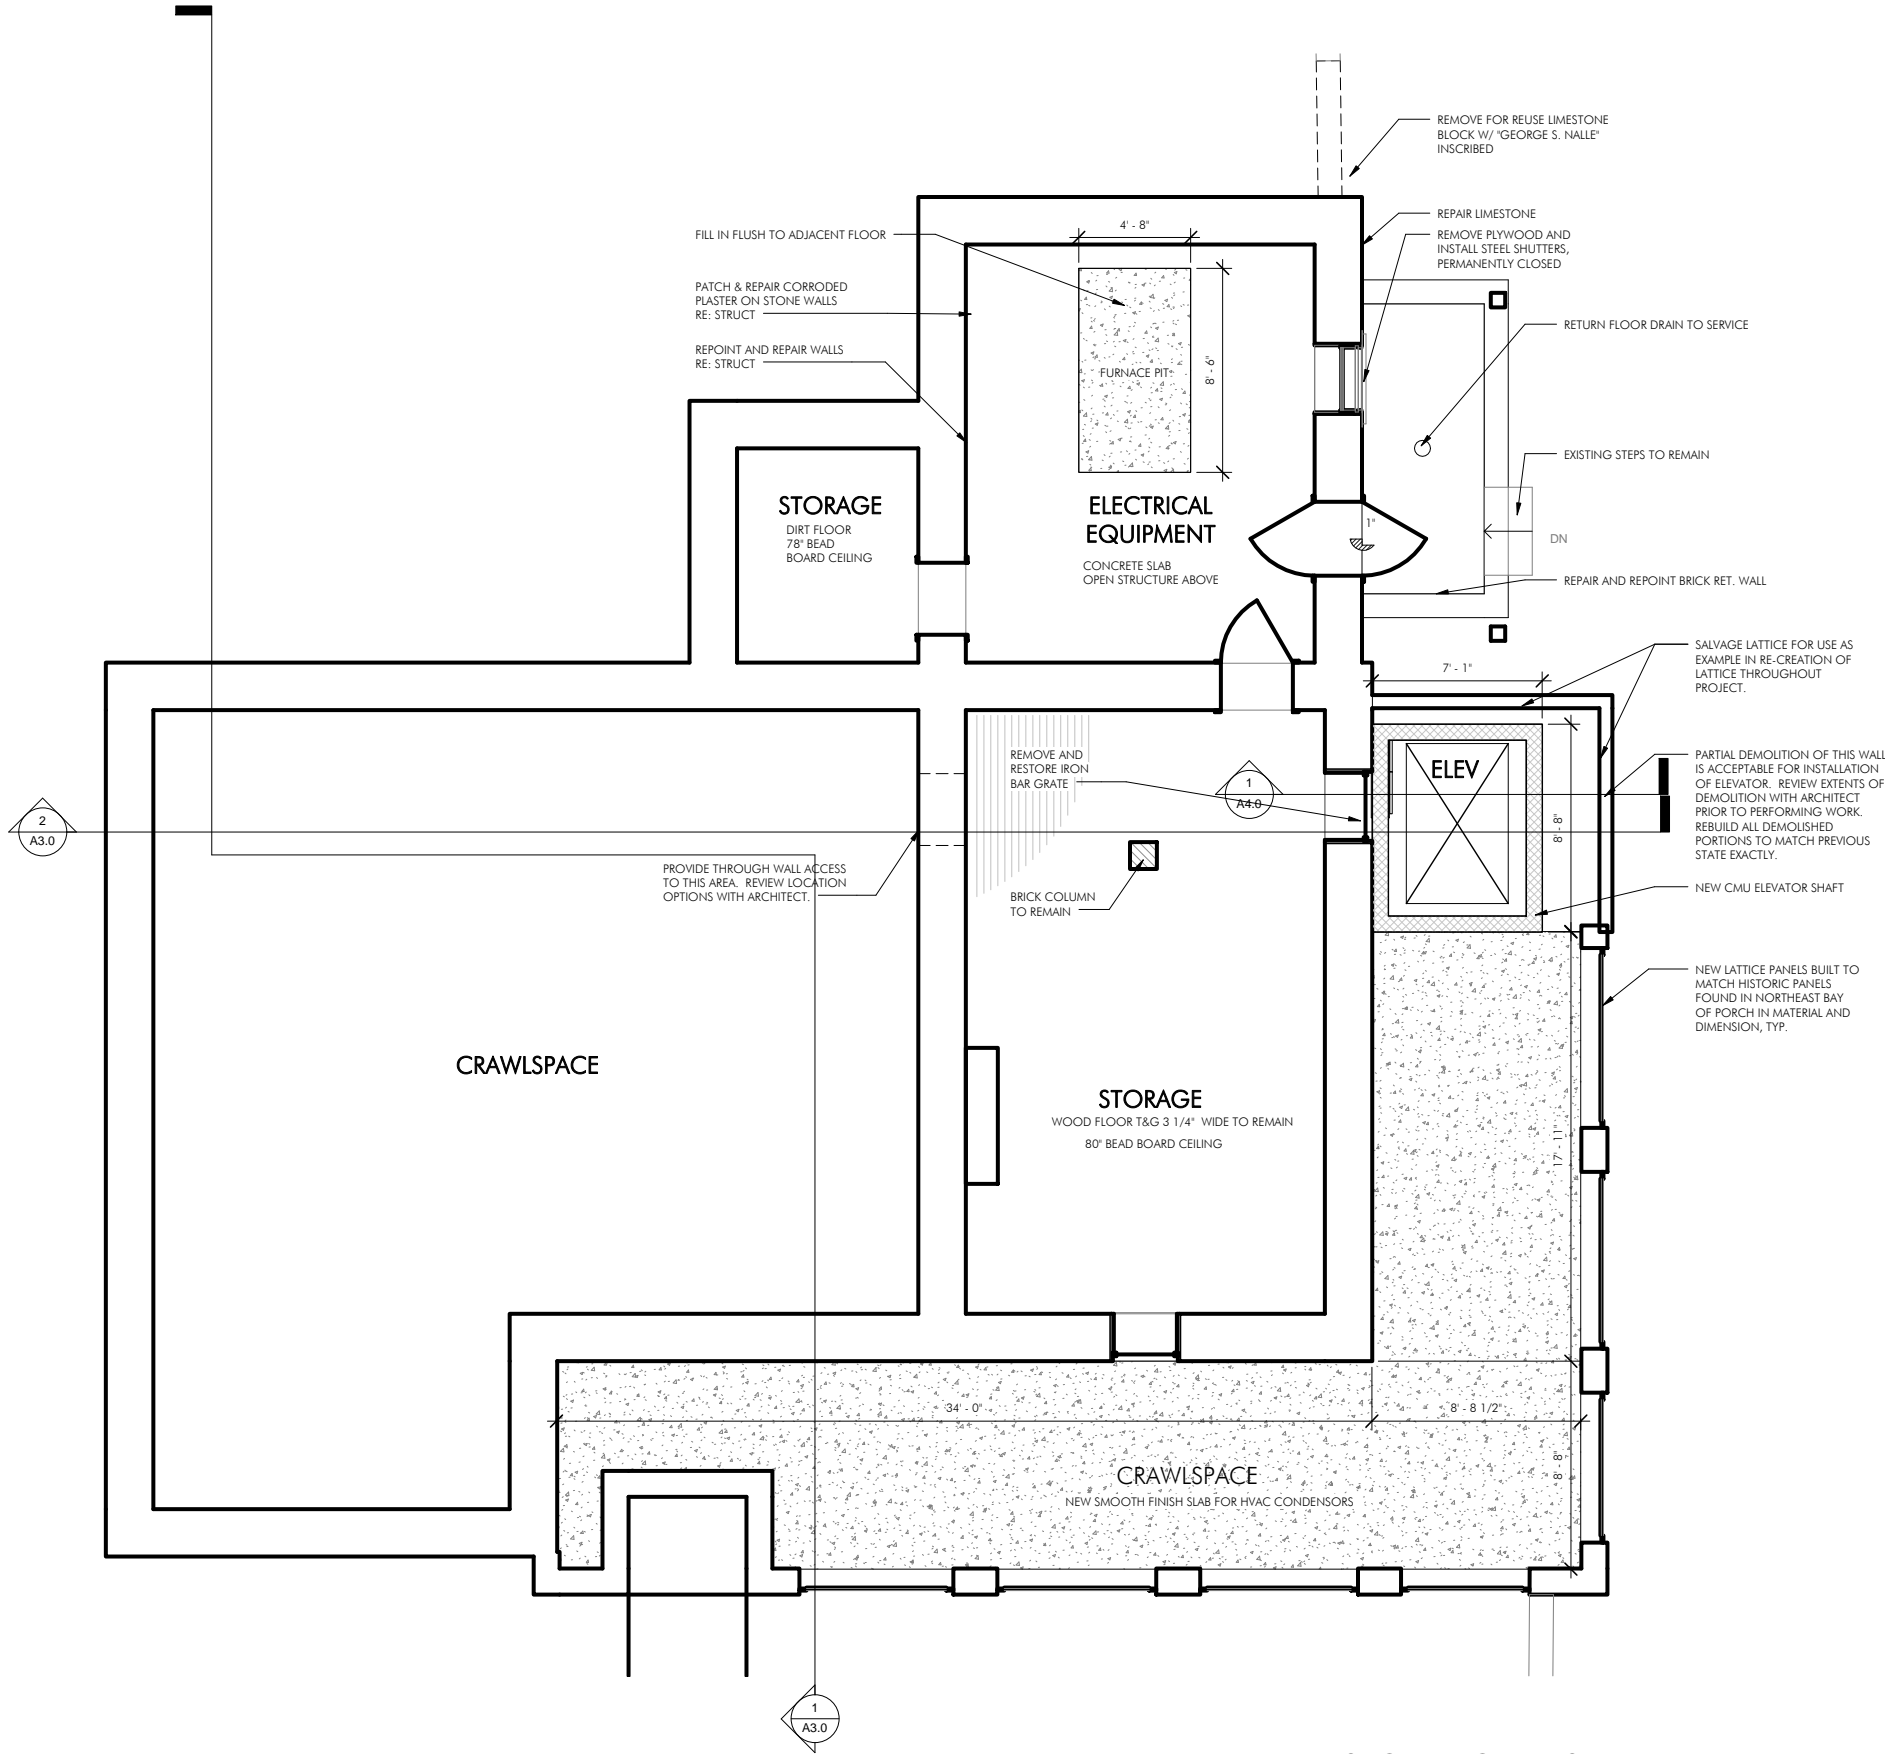 REMOVE FOR REUSE LIMESTONE
BLOCK W/ "GEORGE S. NALLE"
INSCRIBED
REPAIR LIMESTONE
REMOVE PLYWOOD AND
INSTALL STEEL SHUTTERS,
PERMANENTLY CLOSED
4' - 8"
FILL IN FLUSH TO ADJACENT FLOOR
PATCH & REPAIR CORRODED
PLASTER ON STONE WALLS
RE: STRUCT
REPOINT AND REPAIR WALLS
RE: STRUCT
FURNACE PIT
8' - 6"
RETURN FLOOR DRAIN TO SERVICE
EXISTING STEPS TO REMAIN
STORAGE
DIRT FLOOR
78" BEAD
BOARD CEILING
ELECTRICAL
EQUIPMENT
CONCRETE SLAB
OPEN STRUCTURE ABOVE
1"
DN
REPAIR AND REPOINT BRICK RET. WALL
7' - 1"
SALVAGE LATTICE FOR USE AS
EXAMPLE IN RE-CREATION OF
LATTICE THROUGHOUT
PROJECT.
REMOVE AND
RESTORE IRON
BAR GRATE
1
A4.0
ELEV
8' - 8"
PARTIAL DEMOLITION OF THIS WALL
IS ACCEPTABLE FOR INSTALLATION
OF ELEVATOR. REVIEW EXTENTS OF
DEMOLITION WITH ARCHITECT
PRIOR TO PERFORMING WORK.
REBUILD ALL DEMOLISHED
PORTIONS TO MATCH PREVIOUS
STATE EXACTLY.
2
A3.0
PROVIDE THROUGH WALL ACCESS
TO THIS AREA. REVIEW LOCATION
OPTIONS WITH ARCHITECT.
BRICK COLUMN
TO REMAIN
NEW CMU ELEVATOR SHAFT
NEW LATTICE PANELS BUILT TO
MATCH HISTORIC PANELS
FOUND IN NORTHEAST BAY
OF PORCH IN MATERIAL AND
DIMENSION, TYP.
CRAWLSPACE
STORAGE
WOOD FLOOR T&G 3 1/4" WIDE TO REMAIN
80" BEAD BOARD CEILING
17' - 11"
34' - 0"
8' - 8 1/2"
8' - 8"
CRAWLSPACE
NEW SMOOTH FINISH SLAB FOR HVAC CONDENSORS
1
A3.0